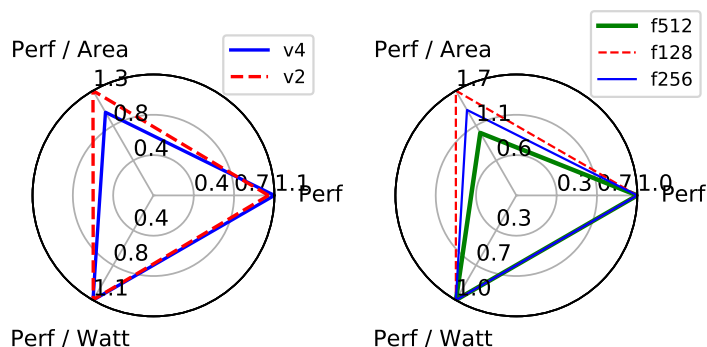 Perf / Area
v4
v2
1.3
0.8
0.4
0.4
0.7
1.1
Perf
0.4
0.8
1.1
Perf / Watt
Perf / Area
f512
f128
f256
1.7
1.1
0.6
0.3
0.7
1.0
Perf
0.3
0.7
1.0
Perf / Watt